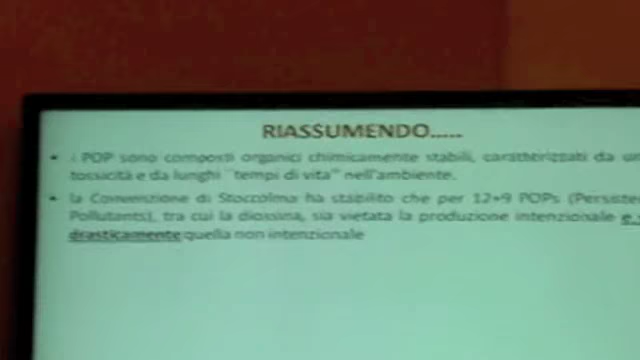 RIASSUMENDO.....
• i POP sono composti organici chimicamente stabili, caratterizzati da
tossicità e da lunghi "tempi di vita" nell'ambiente.
• la Convenzione di Stoccolma ha stabilito che per 12+9 POPs (Persiste
Pollutants), tra cui la diossina, sia vietata la produzione intenzionale e
drasticamente quella non intenzionale